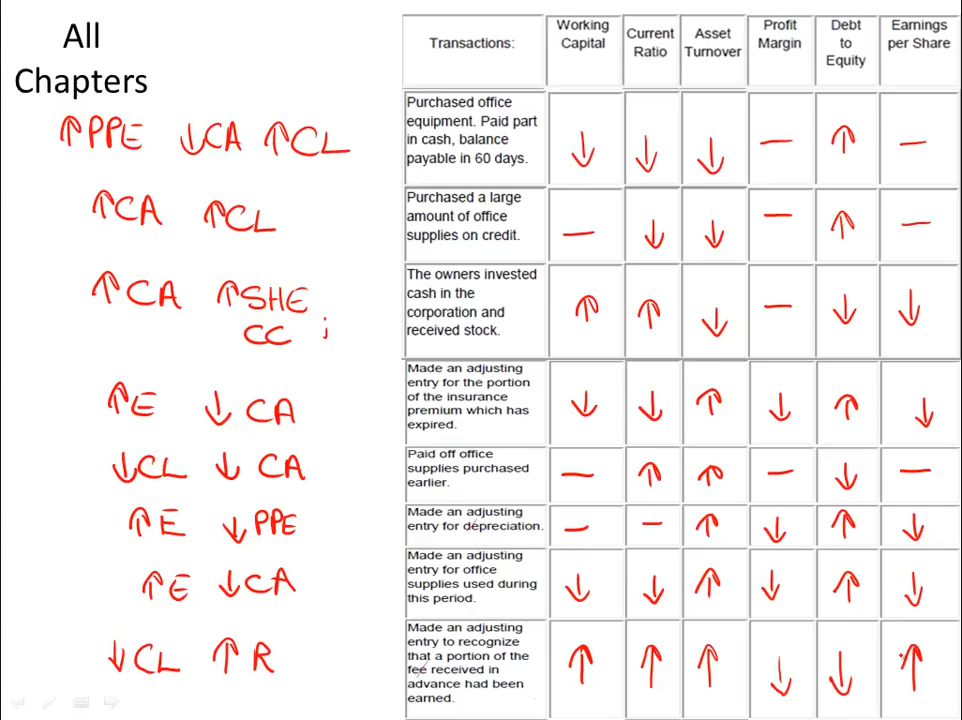 All
Chapters
↑PPE ↓CA ↑CL
↑CA ↑CL
↑CA ↑SHE
CC ;
↑E ↓CA
↓CL ↓CA
↑E ↓PPE
↑E ↓CA
↓CL ↑R
Transactions:
Working
Capital
Current
Ratio
Asset
Turnover
Profit
Margin
Debt
to
Equity
Earnings
per Share
Purchased office
equipment. Paid part
in cash, balance
payable in 60 days.
↓ ↓ ↓ — ↑ —
Purchased a large
amount of office
supplies on credit.
— ↓ ↓ — ↑ —
The owners invested
cash in the
corporation and
received stock.
↑ ↑ ↓ — ↓ ↓
Made an adjusting
entry for the portion
of the insurance
premium which has
expired.
↓ ↓ ↑ ↓ ↑ ↓
Paid off office
supplies purchased
earlier.
— ↑ ↑ — ↓ —
Made an adjusting
entry for depreciation.
— — ↑ ↓ ↑ ↓
Made an adjusting
entry for office
supplies used during
this period.
↓ ↓ ↑ ↓ ↑ ↓
Made an adjusting
entry to recognize
that a portion of the
fee received in
advance had been
earned.
↑ ↑ ↑ ↓ ↓ ↑